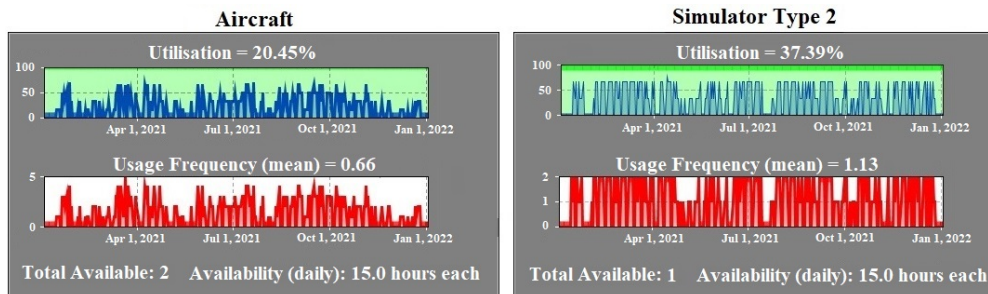 Aircraft
Utilisation = 20.45%
100
50
0
Apr 1, 2021 Jul 1, 2021 Oct 1, 2021 Jan 1, 2022
Usage Frequency (mean) = 0.66
5
0
Apr 1, 2021 Jul 1, 2021 Oct 1, 2021 Jan 1, 2022
Total Available: 2 Availability (daily): 15.0 hours each
Simulator Type 2
Utilisation = 37.39%
100
50
0
Apr 1, 2021 Jul 1, 2021 Oct 1, 2021 Jan 1, 2022
Usage Frequency (mean) = 1.13
2
1
0
Apr 1, 2021 Jul 1, 2021 Oct 1, 2021 Jan 1, 2022
Total Available: 1 Availability (daily): 15.0 hours each